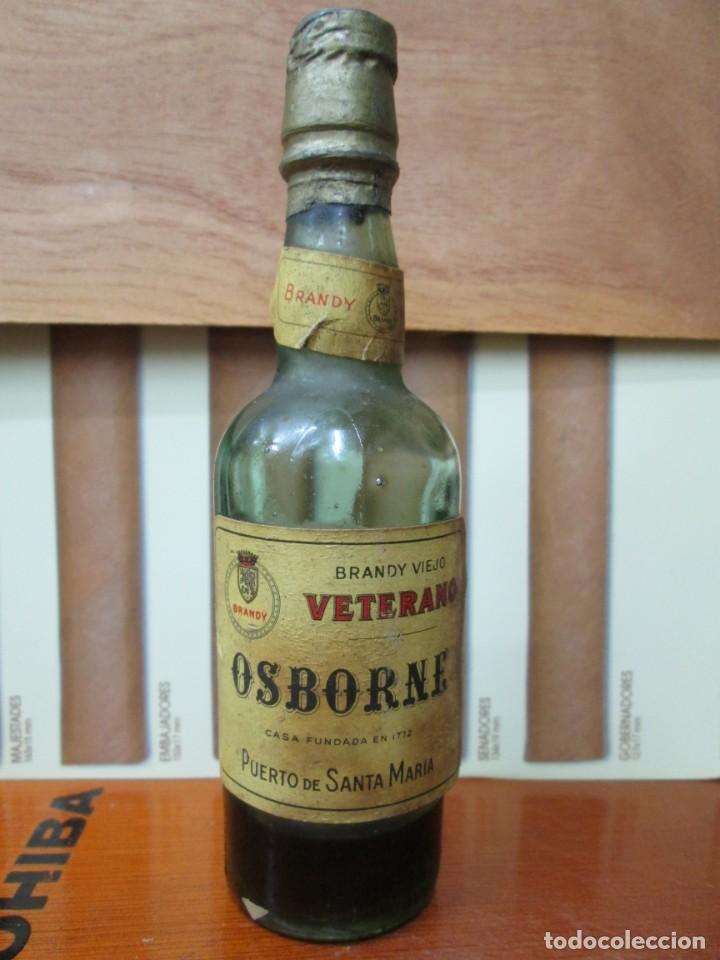 BRANDY
BRANDY VIEJO
VETERANO
BRANDY
OSBORNE
CASA FUNDADA EN 1772
PUERTO DE SANTA MARIA
MAJESTADES
EMBAJADORES
SENADORES
GOBERNADORES
OHIBA
todocoleccion